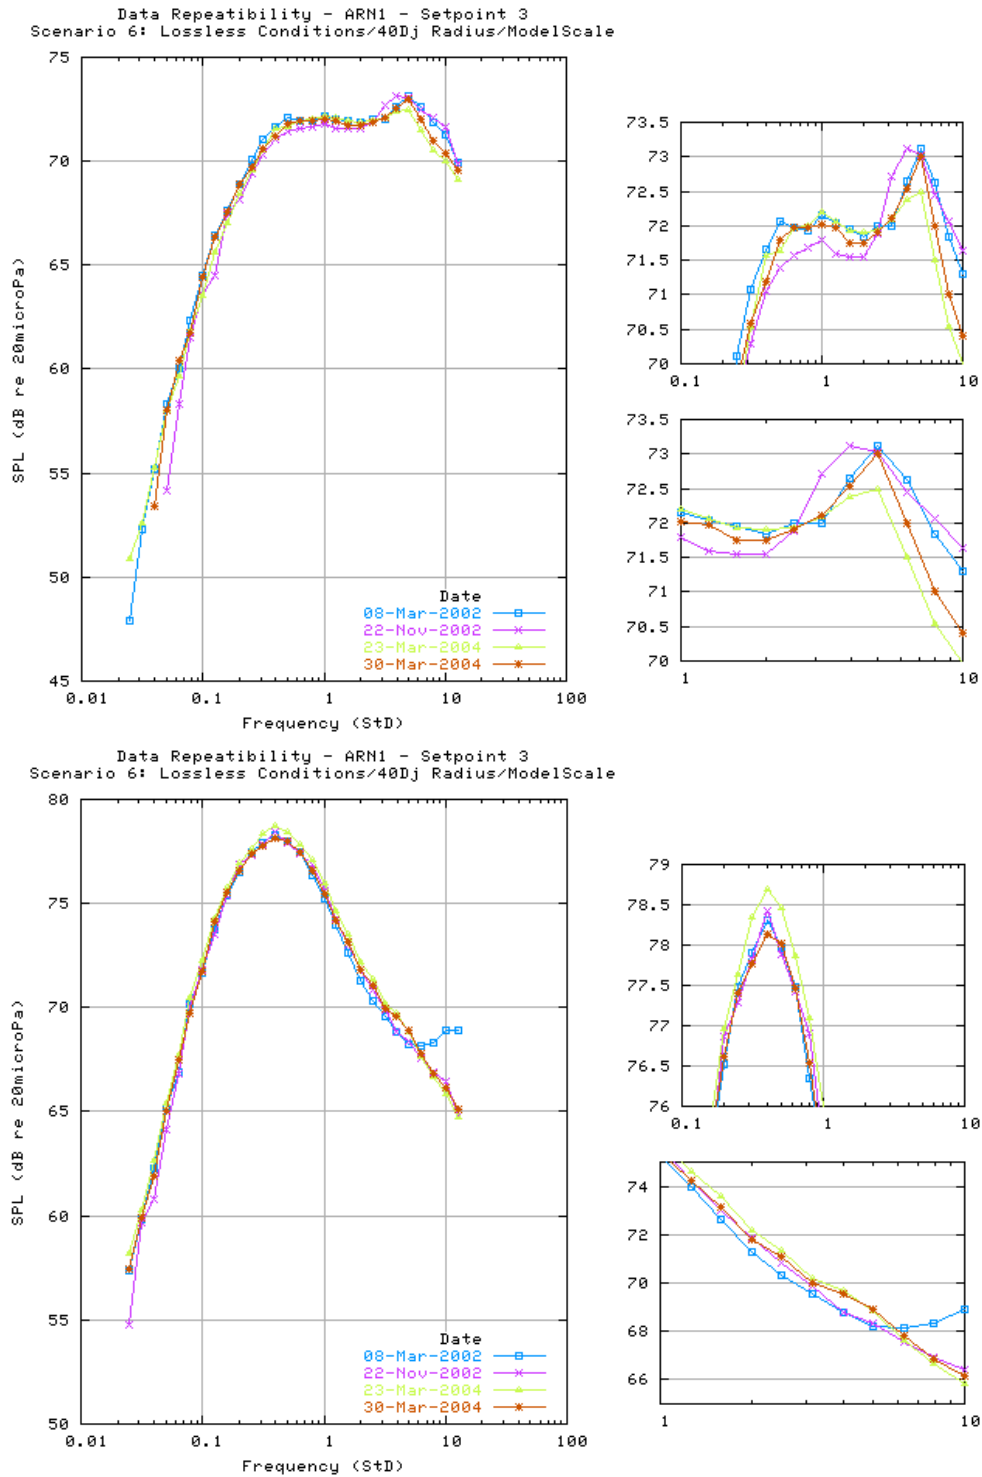 Data Repeatibility - ARN1 - Setpoint 3
Scenario 6: Lossless Conditions/40Dj Radius/ModelScale
75
70
65
60
55
50
45
SPL (dB re 20microPa)
0.01 0.1 1 10 100
Frequency (StD)
Date
08-Mar-2002
22-Nov-2002
23-Mar-2004
30-Mar-2004
73.5
73
72.5
72
71.5
71
70.5
70
0.1 1 10
73.5
73
72.5
72
71.5
71
70.5
70
1 10
Data Repeatibility - ARN1 - Setpoint 3
Scenario 6: Lossless Conditions/40Dj Radius/ModelScale
80
75
70
65
60
55
50
SPL (dB re 20microPa)
0.01 0.1 1 10 100
Frequency (StD)
Date
08-Mar-2002
22-Nov-2002
23-Mar-2004
30-Mar-2004
79
78.5
78
77.5
77
76.5
76
0.1 1 10
74
72
70
68
66
1 10